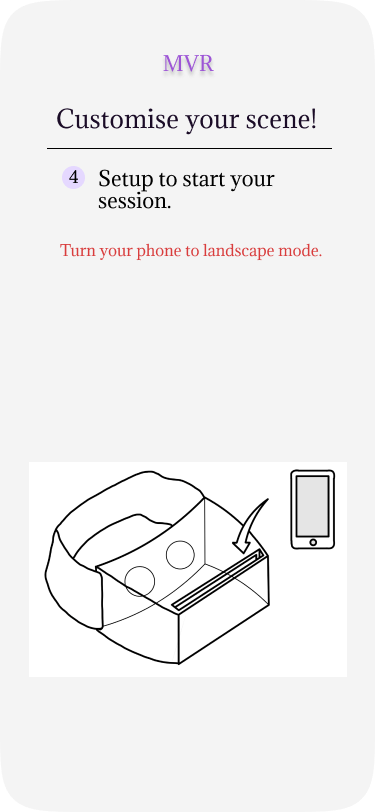 MVR
Customise your scene!
4 Setup to start your
session.
Turn your phone to landscape mode.